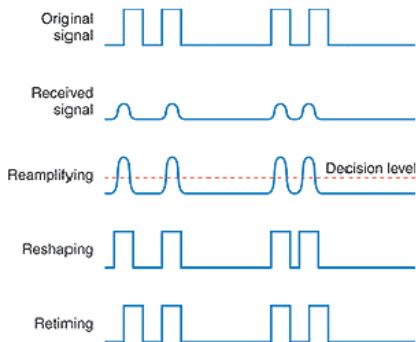 Original
signal
Received
signal
Reamplifying
Decision level
Reshaping
Retiming